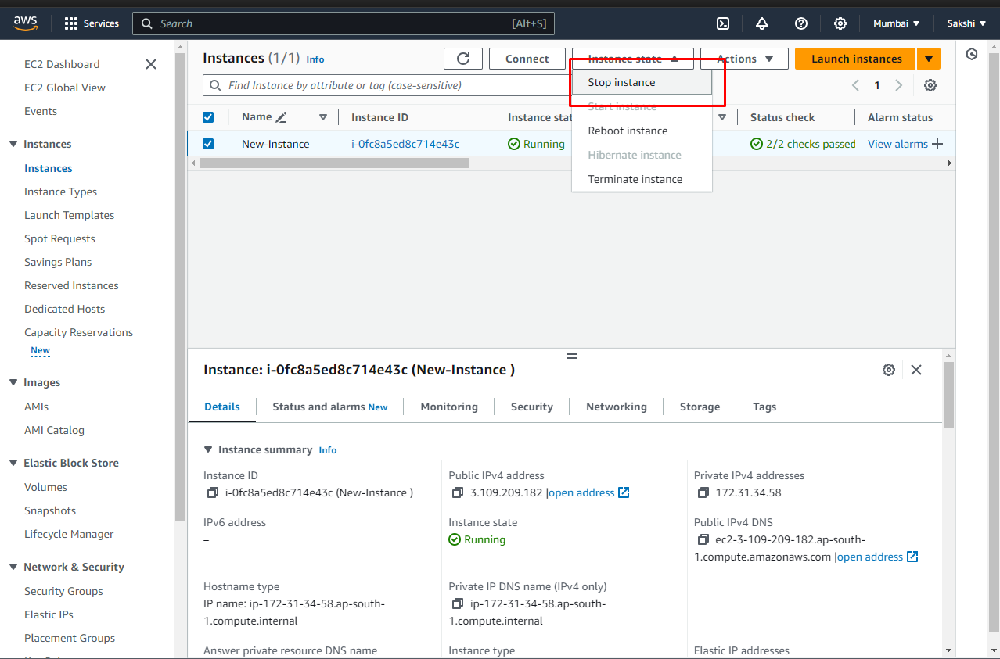 aws
Services
Search
[Alt+S]
Mumbai
Sakshi
EC2 Dashboard
EC2 Global View
Events
Instances
Instances
Instance Types
Launch Templates
Spot Requests
Savings Plans
Reserved Instances
Dedicated Hosts
Capacity Reservations
New
Images
AMIs
AMI Catalog
Elastic Block Store
Volumes
Snapshots
Lifecycle Manager
Network & Security
Security Groups
Elastic IPs
Placement Groups
Instances (1/1) Info
Connect
Instance state
Actions
Launch instances
Find Instance by attribute or tag (case-sensitive)
1
Stop instance
Start instance
Reboot instance
Hibernate instance
Terminate instance
Name
Instance ID
Instance stat
Status check
Alarm status
New-Instance
i-0fc8a5ed8c714e43c
Running
2/2 checks passed
View alarms
Instance: i-0fc8a5ed8c714e43c (New-Instance )
Details
Status and alarms New
Monitoring
Security
Networking
Storage
Tags
Instance summary Info
Instance ID
i-0fc8a5ed8c714e43c (New-Instance )
Public IPv4 address
3.109.209.182 |open address
Private IPv4 addresses
172.31.34.58
IPv6 address
–
Instance state
Running
Public IPv4 DNS
ec2-3-109-209-182.ap-south-
1.compute.amazonaws.com |open address
Hostname type
IP name: ip-172-31-34-58.ap-south-
1.compute.internal
Private IP DNS name (IPv4 only)
ip-172-31-34-58.ap-south-
1.compute.internal
Answer private resource DNS name
Instance type
Elastic IP addresses